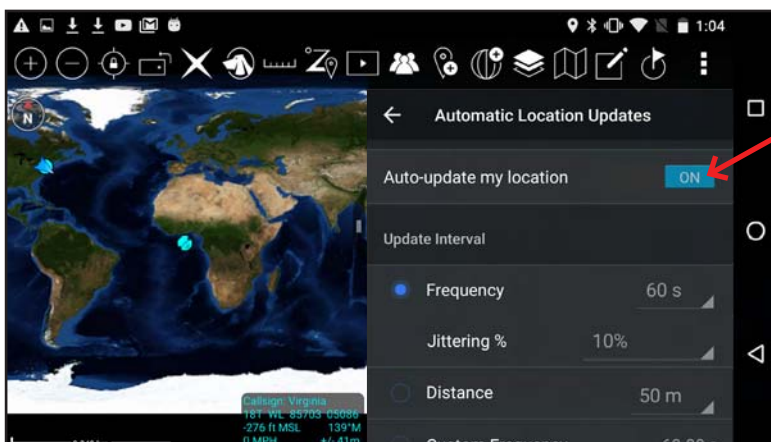 1:04
N
Automatic Location Updates
Auto-update my location ON
Update Interval
Frequency 60 s
Jittering % 10%
Distance 50 m
Callsign: Virginia
18T WL 85703 05086
-276 ft MSL 139°M
0 MPH +/- 41m